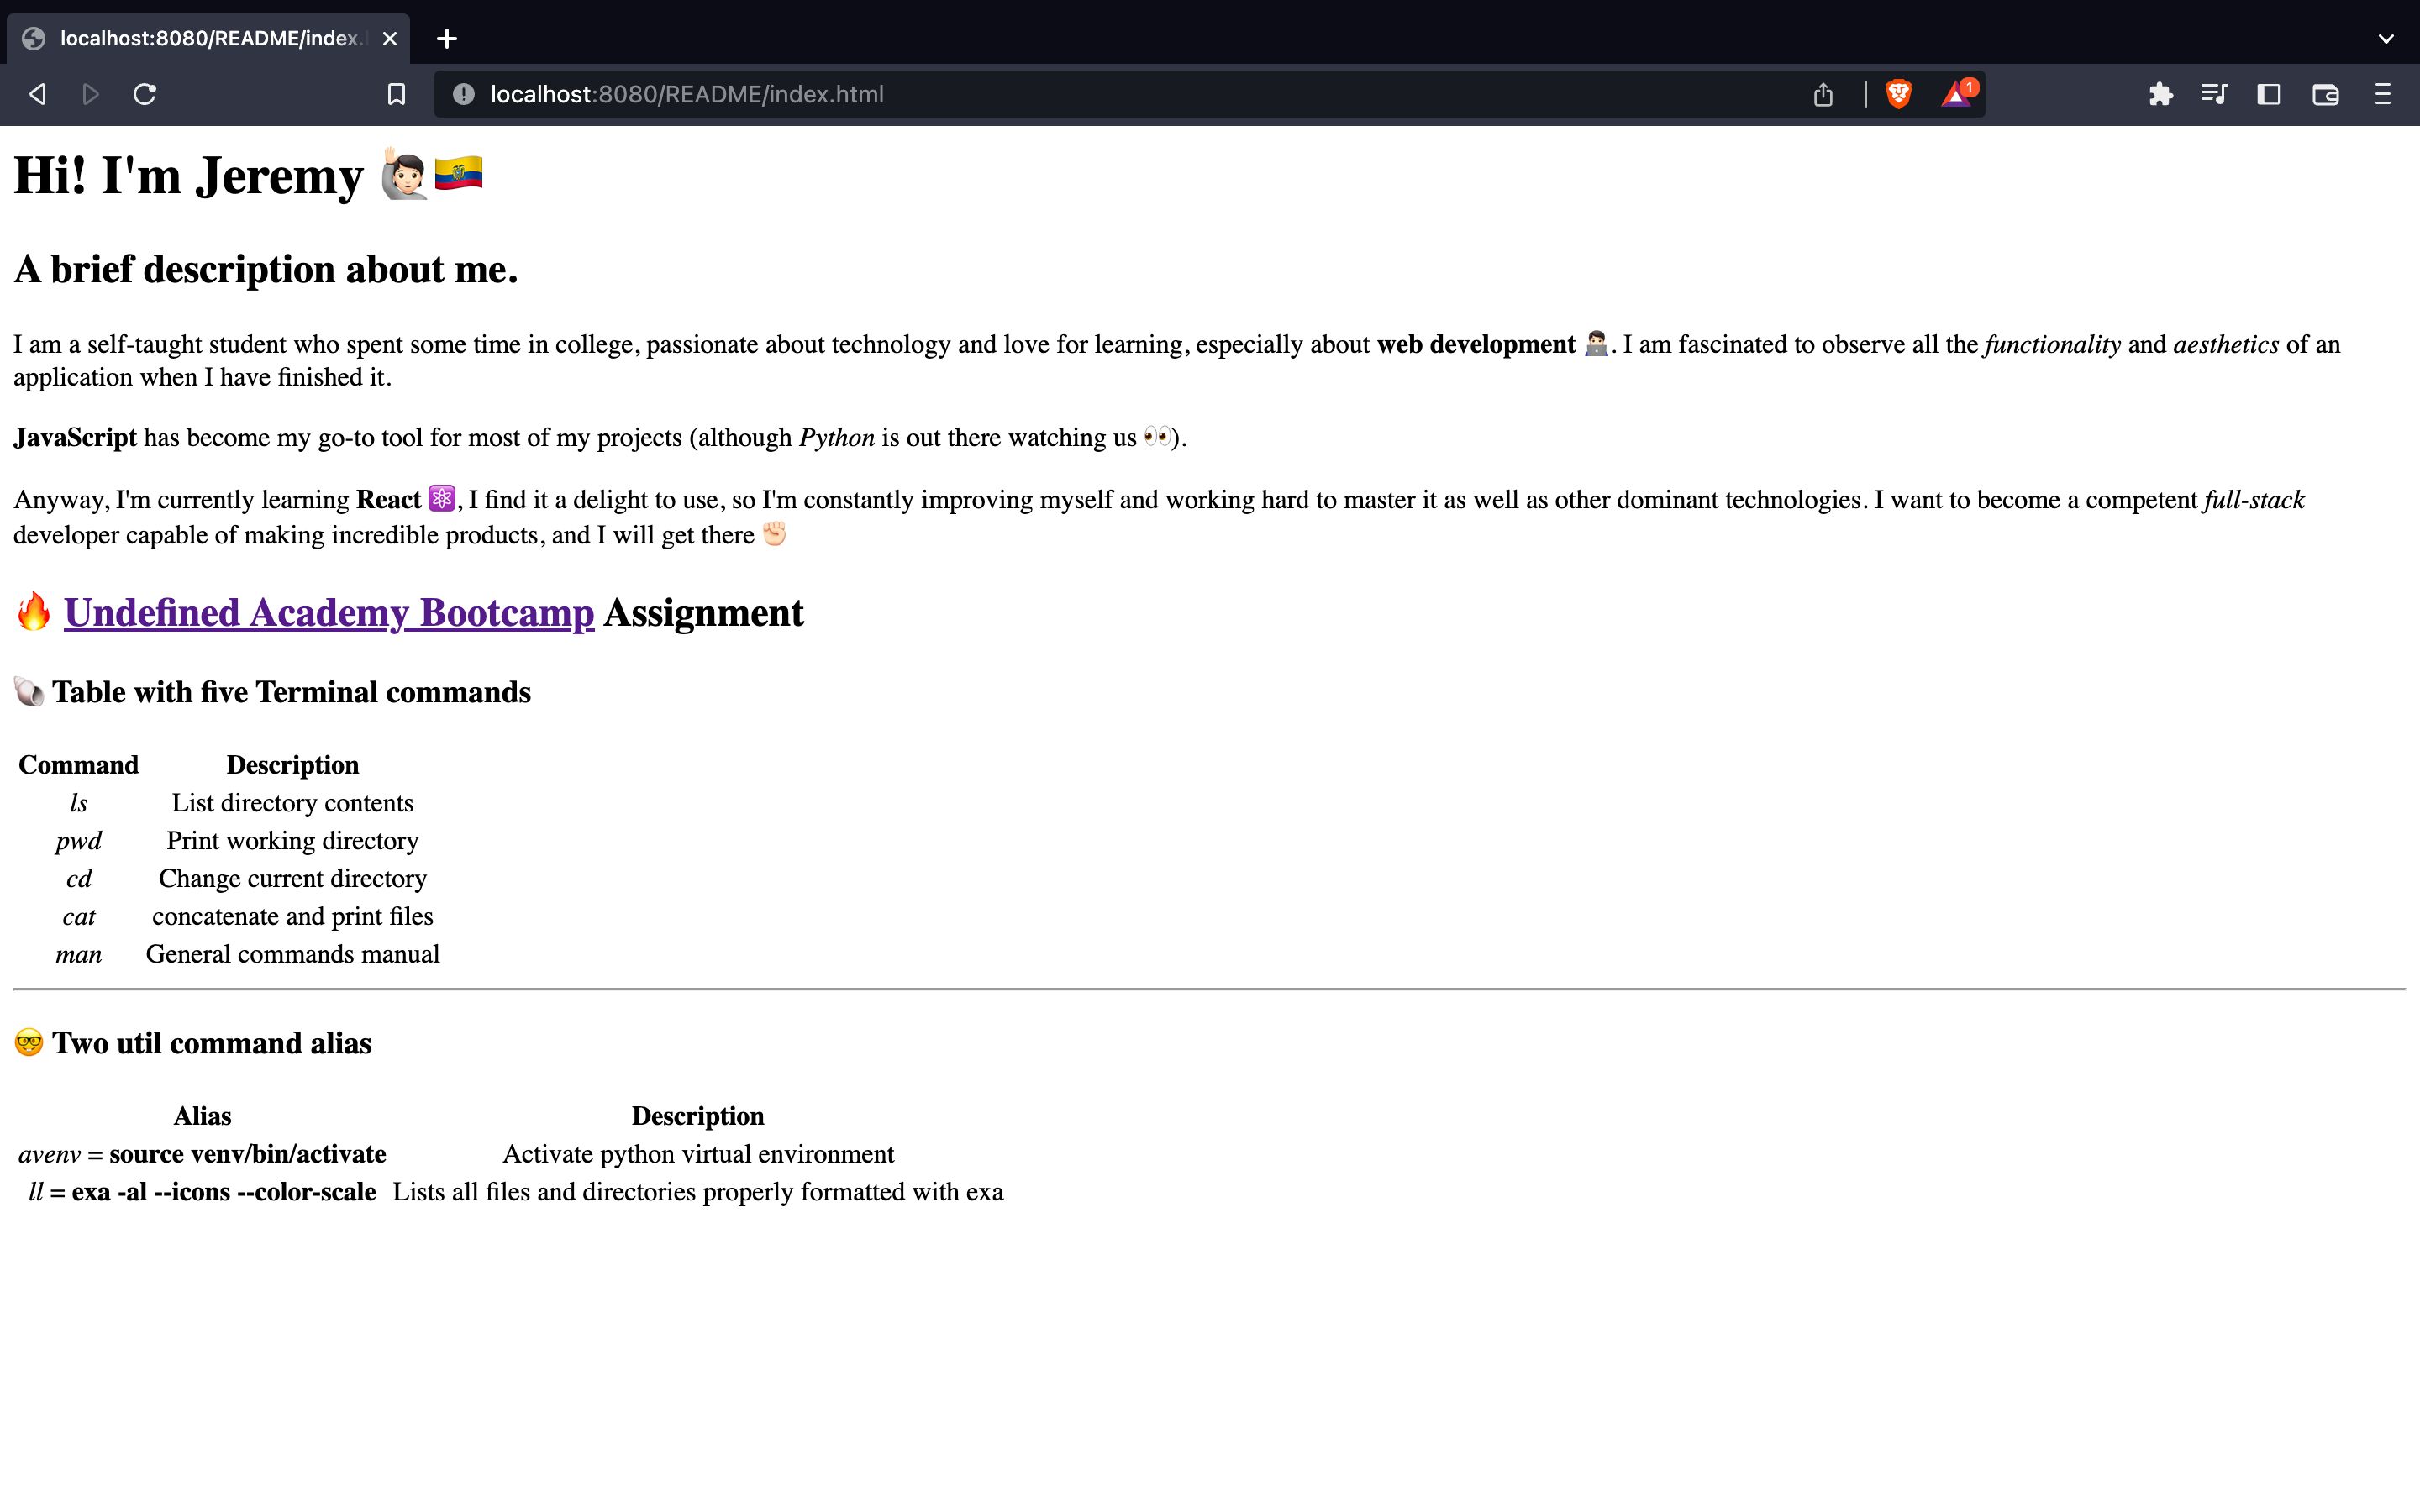 localhost:8080/README/index.
localhost:8080/README/index.html
1
Hi! I'm Jeremy 🙋🏻🇪🇨
A brief description about me.
I am a self-taught student who spent some time in college, passionate about technology and love for learning, especially about web development 👨🏻‍💻. I am fascinated to observe all the functionality and aesthetics of an
application when I have finished it.
JavaScript has become my go-to tool for most of my projects (although Python is out there watching us 👀).
Anyway, I'm currently learning React ⚛️, I find it a delight to use, so I'm constantly improving myself and working hard to master it as well as other dominant technologies. I want to become a competent full-stack
developer capable of making incredible products, and I will get there ✊🏻
🔥 Undefined Academy Bootcamp Assignment
🐚 Table with five Terminal commands
Command Description
ls List directory contents
pwd Print working directory
cd Change current directory
cat concatenate and print files
man General commands manual
🤓 Two util command alias
Alias Description
avenv = source venv/bin/activate Activate python virtual environment
ll = exa -al --icons --color-scale Lists all files and directories properly formatted with exa